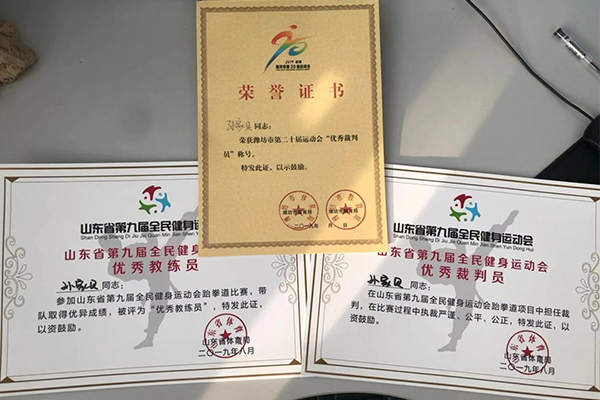 荣誉证书
孙家贝同志：
荣获潍坊市第二十届运动会“优秀裁判
员”称号。
特发此证，以示鼓励。
二〇一九年 月 日
山东省第九届全民健身运动会
Shan Dong Sheng Di Jiu Jie Quan Min Jian Shen Yun Dong Hui
山东省第九届全民健身
优秀教练员
孙家贝同志：
参加山东省第九届全民健身运动会跆拳道比赛，带
队取得优异成绩，被评为“优秀教练员”，特发此证，
以资鼓励。
山东省体育局
二〇一九年八月
山东省第九届全民健身运动会
Shan Dong Sheng Di Jiu Jie Quan Min Jian Shen Yun Dong Hui
山东省第九届全民健身运动会
优秀裁判员
孙家贝同志：
在山东省第九届全民健身运动会跆拳道项目中担任裁
判，在比赛过程中执裁严谨、公平、公正，特发此证，以
资鼓励。
山东省体育局
二〇一九年八月